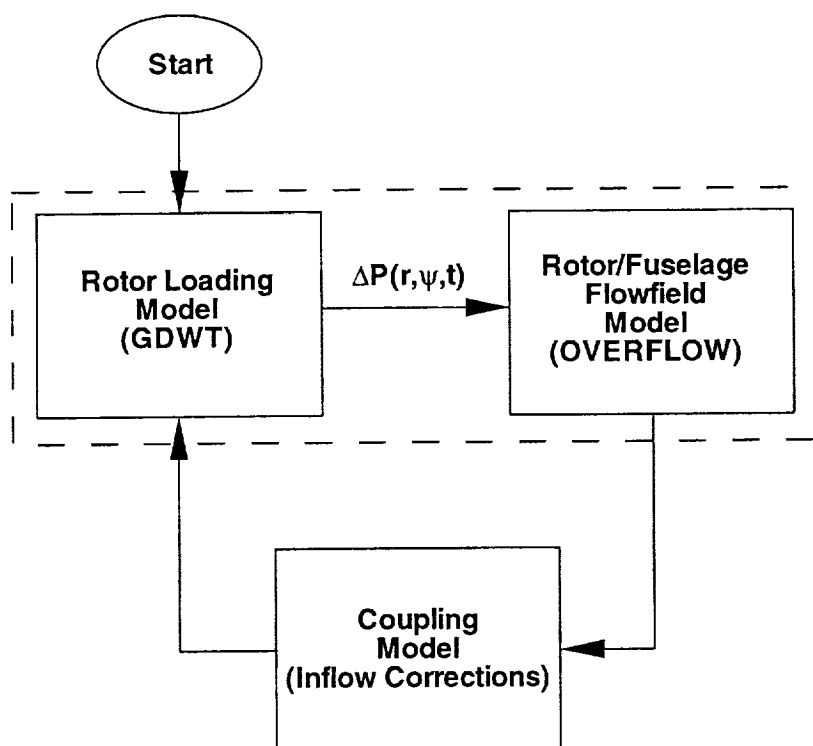 Start
Rotor Loading
Model
(GDWT)
ΔP(r,ψ,t)
Rotor/Fuselage
Flowfield
Model
(OVERFLOW)
Coupling
Model
(Inflow Corrections)